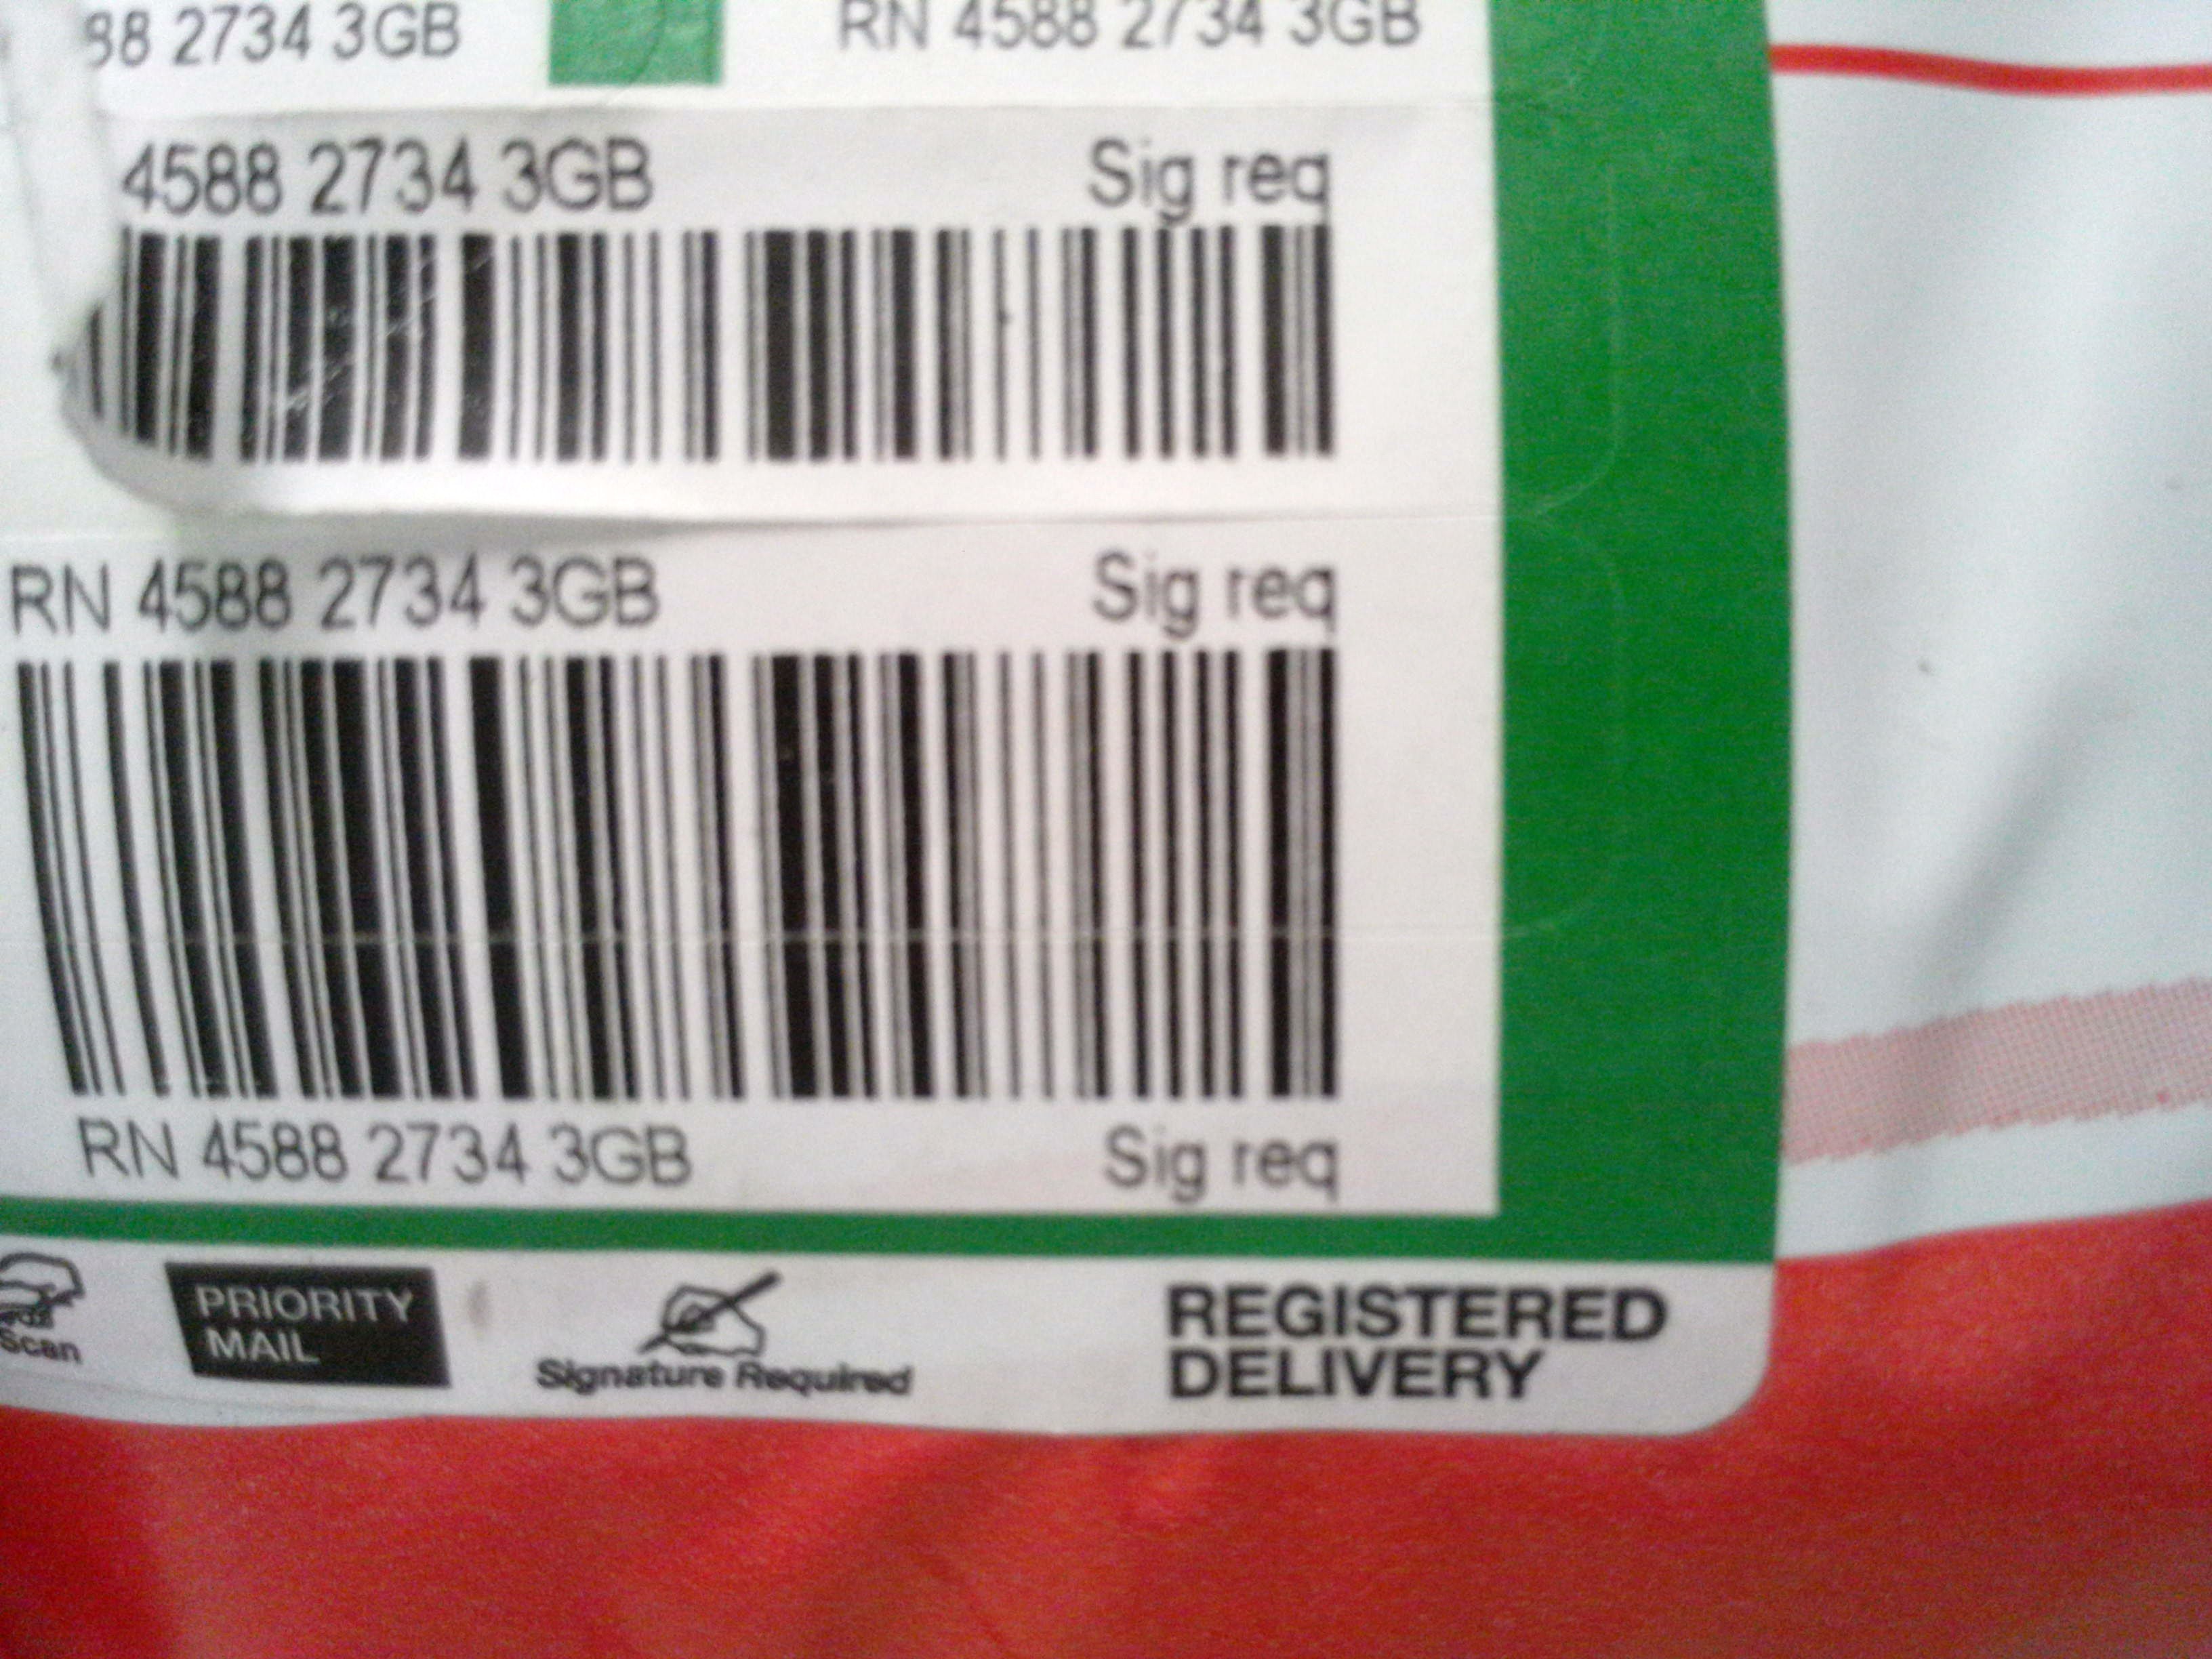 88 2734 3GB RN 4588 2734 3GB
4588 2734 3GB Sig req
RN 4588 2734 3GB Sig req
RN 4588 2734 3GB Sig req
Scan
PRIORITY
MAIL
Signature Required
REGISTERED
DELIVERY